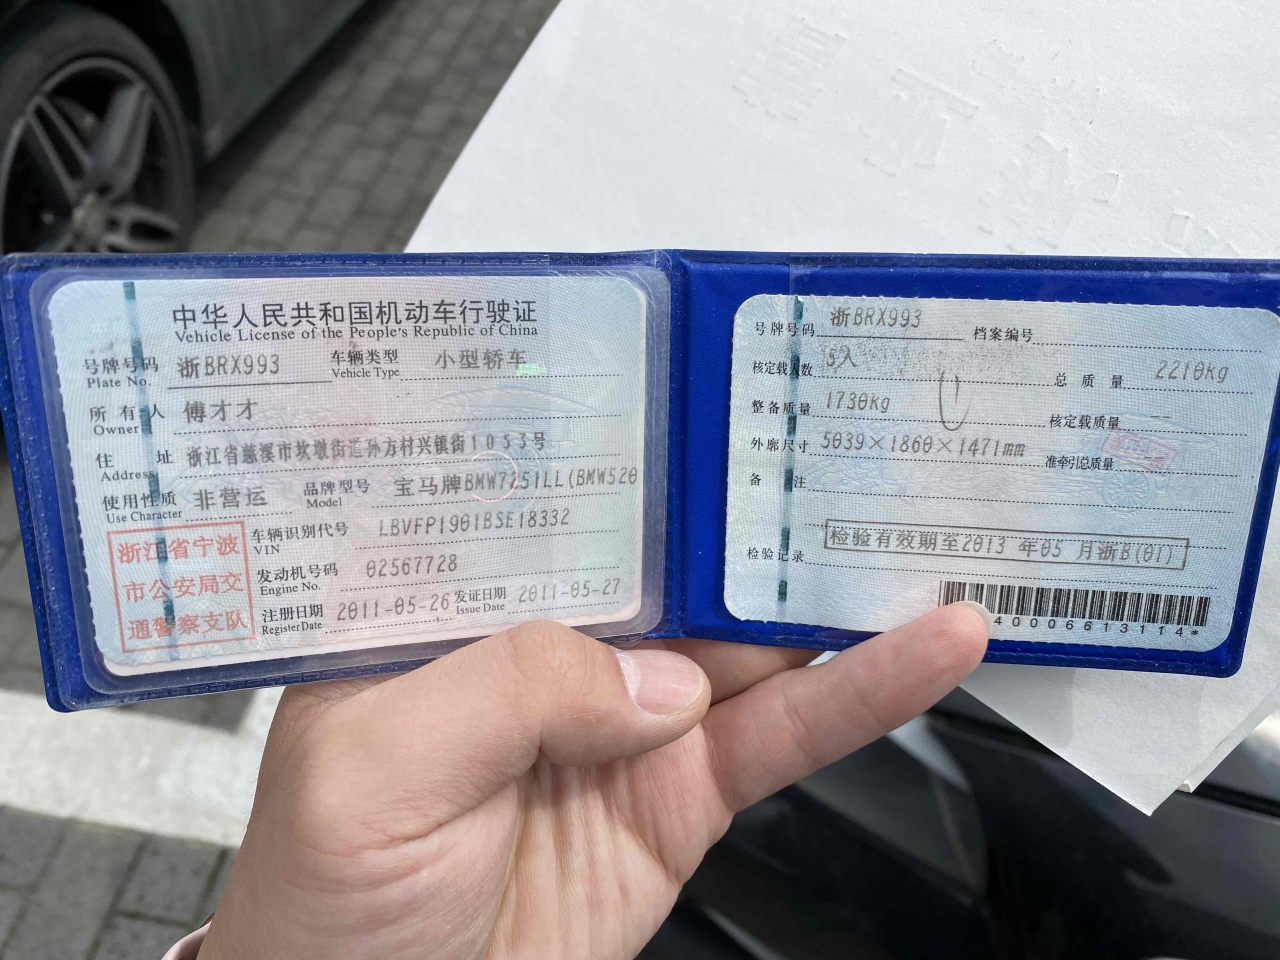 中华人民共和国机动车行驶证
Vehicle License of the People's Republic of China
号牌号码 浙BRX993 车辆类型 小型轿车
Plate No. Vehicle Type
所有人 傅才才
Owner
住址 浙江省慈溪市坎墩街道孙方村兴镇街1053号
Address
使用性质 非营运 品牌型号 宝马牌BMW7251LL(BMW520
Use Character Model
浙江省宁波
市公安局交
通警察支队
车辆识别代号 LBVFP1901BSE18332
VIN
发动机号码 02567728
Engine No.
注册日期 2011-05-26 发证日期 2011-05-27
Register Date Issue Date
号牌号码 浙BRX993 档案编号
核定载人数 5人 总质量 2210kg
整备质量 1730kg 核定载质量 --
外廓尺寸 5039×1860×1471mm 准牵引总质量 --
备注
检验记录 检验有效期至2013 年05 月浙B(01)
40006613114*